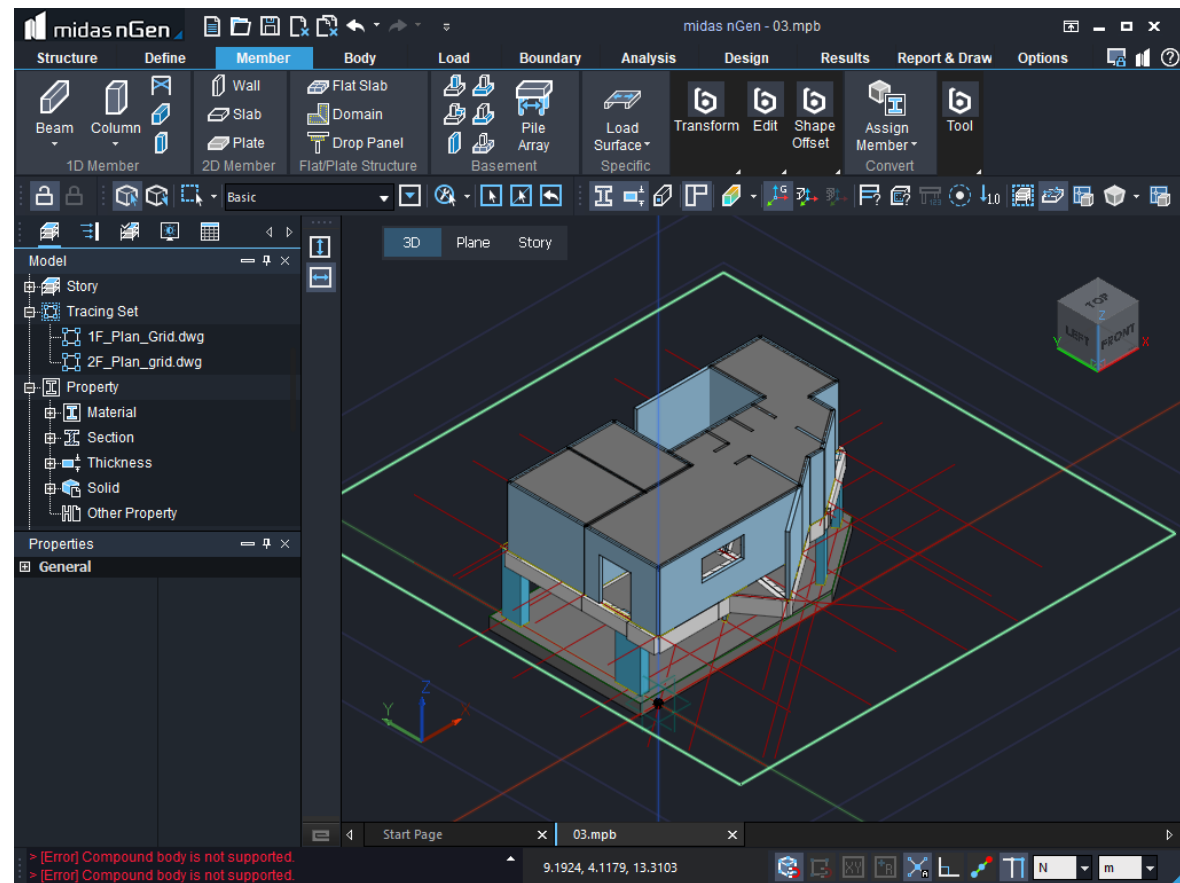 midas nGen
midas nGen - 03.mpb
Structure Define Member Body Load Boundary Analysis Design Results Report & Draw Options
Beam Column Wall Slab Plate
Flat Slab Domain Drop Panel
Pile Array
Load Surface
Transform Edit Shape Offset
Assign Member
Tool
1D Member 2D Member Flat/Plate Structure Basement Specific Convert
Basic
1.0
3D Plane Story
Model
Story
Tracing Set
1F_Plan_Grid.dwg
2F_Plan_grid.dwg
Property
Material
Section
Thickness
Solid
Other Property
Properties
General
TOP
LEFT FRONT
Z
Y X
Z
Y X
Start Page 03.mpb
> [Error] Compound body is not supported.
> [Error] Compound body is not supported.
9.1924, 4.1179, 13.3103
N m